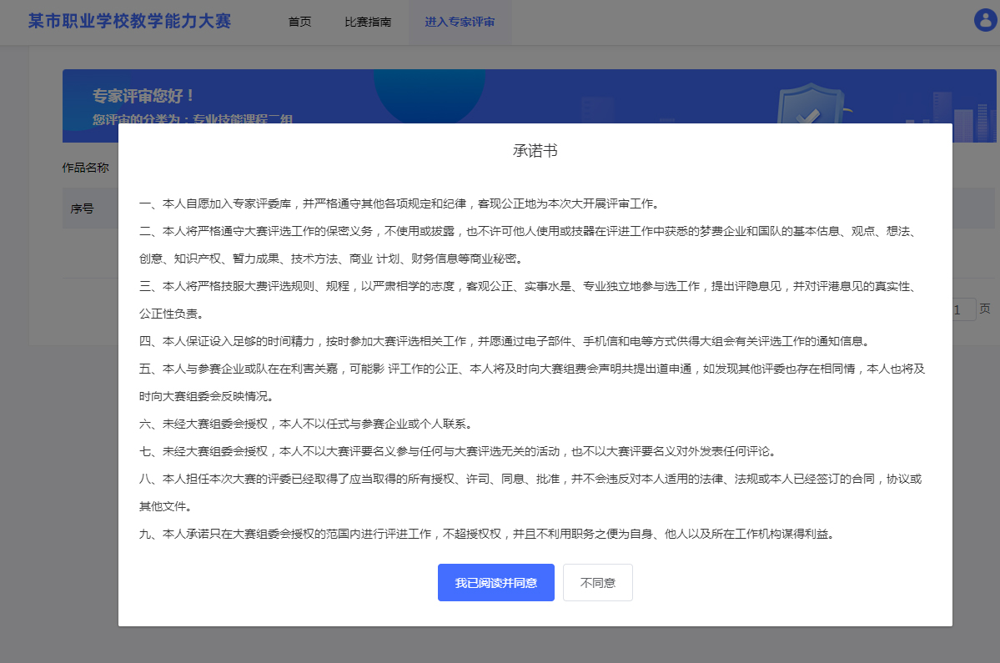 某市职业学校教学能力大赛
首页
比赛指南
进入专家评审
专家评审您好！
您评审的分类为：专业技能课程二组
作品名称
序号
承诺书
一、本人自愿加入专家评委库，并严格通守其他各项规定和纪律，客现公正地为本次大开展评审工作。
二、本人将严格通守大赛评选工作的保密义务，不使用或拔露，也不许可他人使用或技器在评进工作中获悉的梦费企业和国队的基本估息、观点、想法、
创意、知识产权、暂力成果、技术方法、商业 计划、财务信息等商业秘密。
三、本人将严格技服大费评选规则、规程，以严肃相学的志度，客观公正、实事水是、专业独立地参与选工作，提出评隐意见，并对评港意见的真实性、
公正性负责。
四、本人保证设入足够的时间精力，按时参加大赛评选相关工作，并愿通过电子部件、手机信和电等方式供得大组会有关评选工作的通知信息。
五、本人与参赛企业或队在在利害关嘉，可能影 评工作的公正、本人将及时向大赛组费会声明共提出道申通，如发现其他评委也存在相同情，本人也将及
时向大赛组委会反映情况。
六、未经大赛组委会授权，本人不以任式与参赛企业或个人联系。
七、未经大赛组委会授权，本人不以大赛评要名义参与任何与大赛评选无关的活动，也不以大赛评要名义对外发表任何评论。
八、本人担任本次大赛的评委已经取得了应当取得的所有授权、许司、同息、批准，并不会违反对本人适用的法律、法规或本人已经签订的合同，协议或
其他文件。
九、本人承诺只在大赛组委会授权的范国内进行评进工作，不超授权权，并且不利用职务之便为自身、他人以及所在工作机构谋得利益。
1
页
我已阅读并同意
不同意